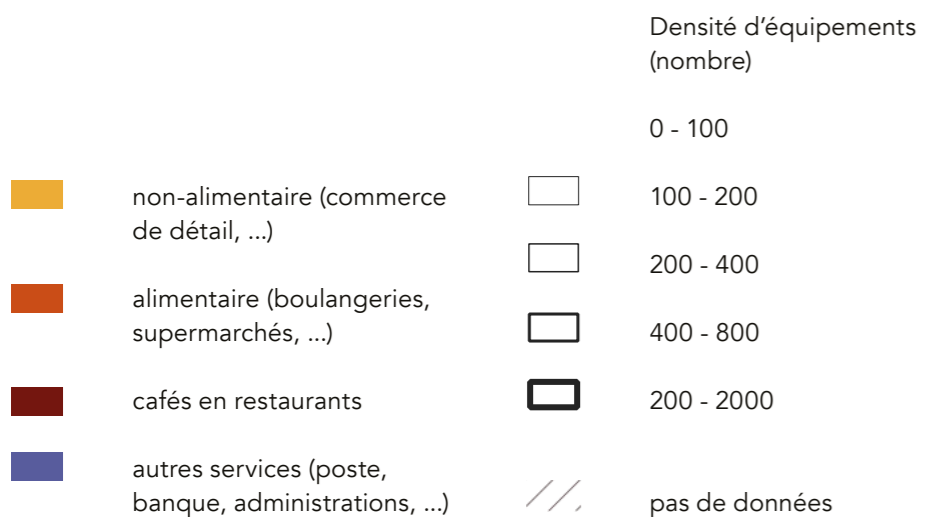 Densité d'équipements
(nombre)
0 - 100
non-alimentaire (commerce
de détail, ...)
alimentaire (boulangeries,
supermarchés, ...)
cafés en restaurants
autres services (poste,
banque, administrations, ...)
100 - 200
200 - 400
400 - 800
200 - 2000
pas de données